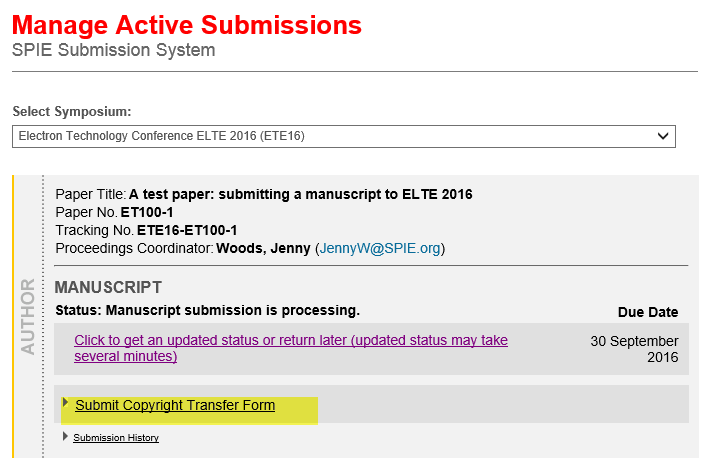 Manage Active Submissions
SPIE Submission System
Select Symposium:
Electron Technology Conference ELTE 2016 (ETE16)
AUTHOR
Paper Title: A test paper: submitting a manuscript to ELTE 2016
Paper No. ET100-1
Tracking No. ETE16-ET100-1
Proceedings Coordinator: Woods, Jenny (JennyW@SPIE.org)
MANUSCRIPT
Status: Manuscript submission is processing.
Due Date
Click to get an updated status or return later (updated status may take
several minutes)
30 September
2016
Submit Copyright Transfer Form
Submission History